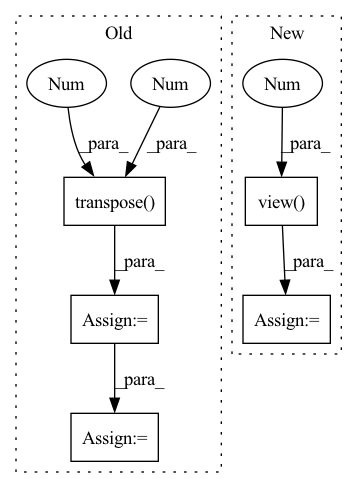 Old
New
Num
Num
Num
_para_
_para_
_para_
transpose()
view()
_para_
_para_
Assign:=
Assign:=
_para_
Assign:=